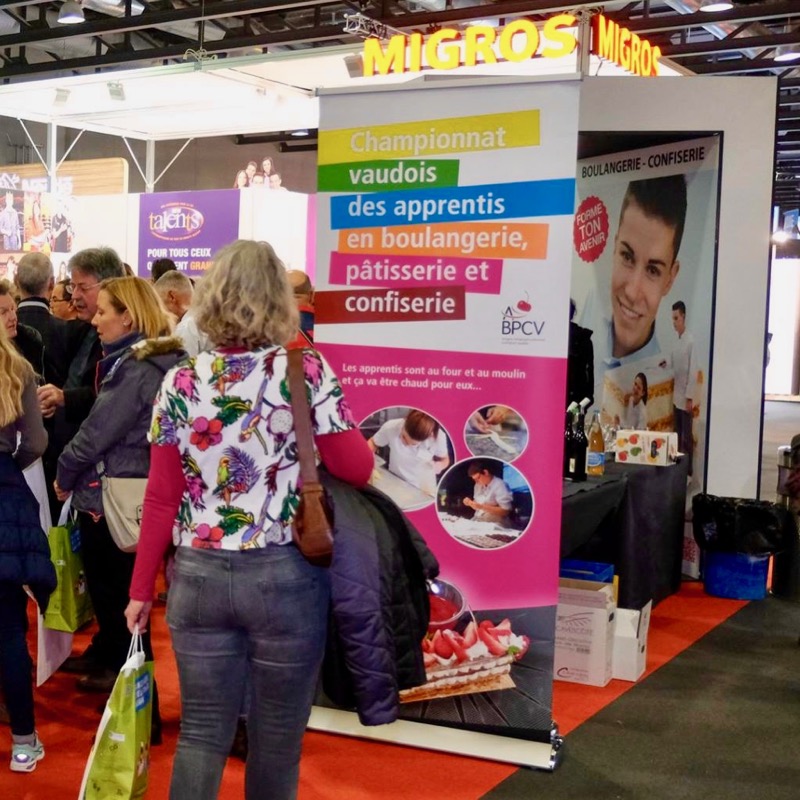 MIGROS
MIGROS
Championnat
vaudois
des apprentis
en boulangerie,
pâtisserie et
confiserie
BPCV
Les apprentis sont au four et au moulin
et ça va être chaud pour eux...
BOULANGERIE - CONFISERIE
FORME
TON
AVENIR
talents
POUR TOUS CEUX